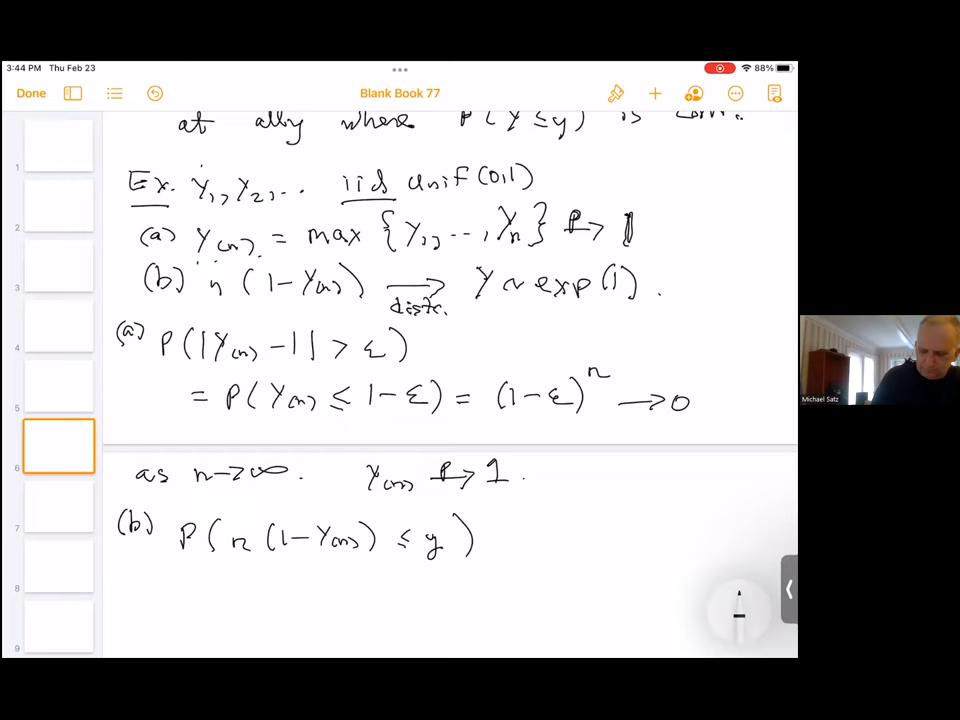 3:44 PM Thu Feb 23
88%
Done
Blank Book 77
at all y where P(Y ≤ y) is cont.
Ex. Y₁, Y₂, ... iid unif(0,1)
(a) Y₍ₙ₎ = max {Y₁, ..., Yₙ} P→ 1
(b) n(1-Y₍ₙ₎) → Y ~ exp(1).
distr.
(a) P(|Y₍ₙ₎ - 1| > ε)
= P(Y₍ₙ₎ ≤ 1-ε) = (1-ε)ⁿ → 0
as n→∞. Y₍ₙ₎ P→ 1.
(b) P(n(1-Y₍ₙ₎) ≤ y)
1
2
3
4
5
6
7
8
9
Michael Satz